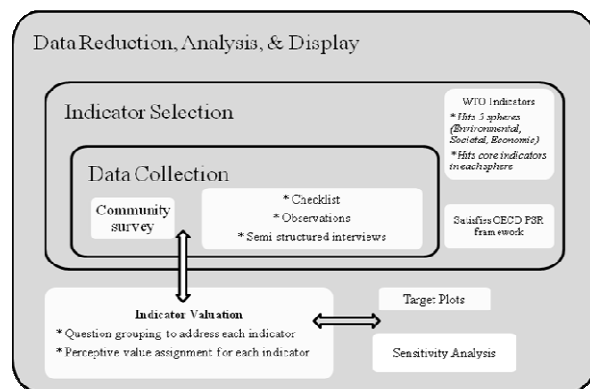 Data Reduction, Analysis, & Display
Indicator Selection
WTO Indicators
* Hits 3 spheres
(Environmental,
Societal, Economic)
* Hits core indicators
in each sphere
Data Collection
Community
survey
* Checklist
* Observations
* Semi structured interviews
Satisfies OECD PSR
framework
Indicator Valuation
* Question grouping to address each indicator
* Perceptive value assignment for each indicator
Target Plots
Sensitivity Analysis